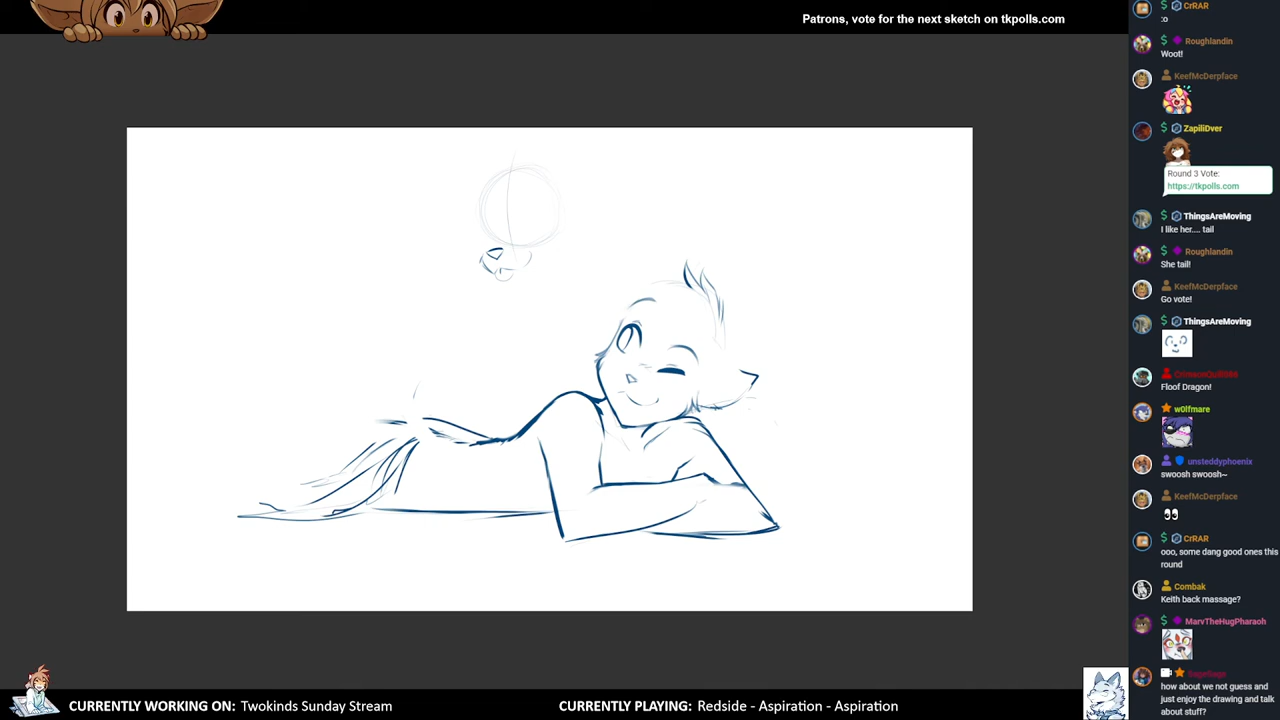 Patrons, vote for the next sketch on tkpolls.com
$ CrRAR
:o
$ Roughlandin
Woot!
KeefMcDerpface
$ ZapiliDver
Round 3 Vote:
https://tkpolls.com
$ ThingsAreMoving
I like her.... tail
$ Roughlandin
She tail!
KeefMcDerpface
Go vote!
$ ThingsAreMoving
Floof Dragon!
w0lfmare
unsteddyphoenix
swoosh swoosh~
KeefMcDerpface
$ CrRAR
ooo, some dang good ones this
round
Combak
Keith back massage?
$ MarvTheHugPharaoh
how about we not guess and
just enjoy the drawing and talk
about stuff?
CURRENTLY WORKING ON: Twokinds Sunday Stream
CURRENTLY PLAYING: Redside - Aspiration - Aspiration